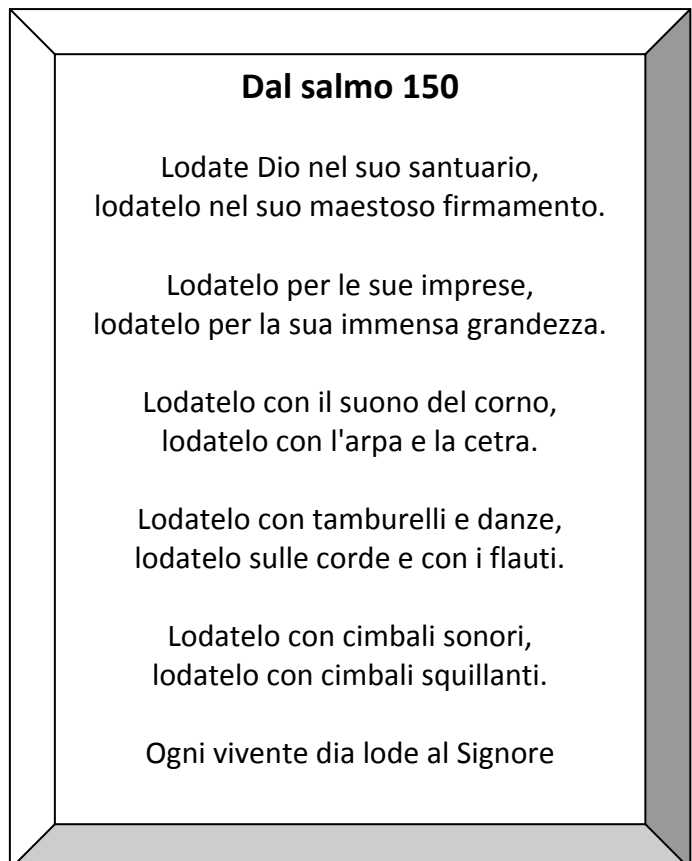 Dal salmo 150
Lodate Dio nel suo santuario,
lodatelo nel suo maestoso firmamento.
Lodatelo per le sue imprese,
lodatelo per la sua immensa grandezza.
Lodatelo con il suono del corno,
lodatelo con l'arpa e la cetra.
Lodatelo con tamburelli e danze,
lodatelo sulle corde e con i flauti.
Lodatelo con cimbali sonori,
lodatelo con cimbali squillanti.
Ogni vivente dia lode al Signore